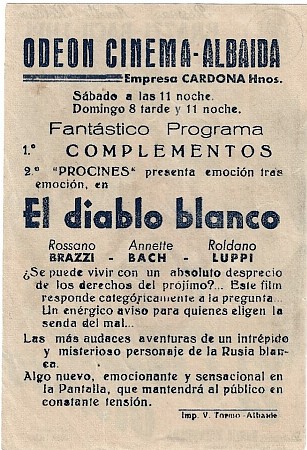 ODEON CINEMA-ALBAIDA
Empresa CARDONA Hnos.
Sábado a las 11 noche.
Domingo 8 tarde y 11 noche.
Fantástico Programa
1.º COMPLEMENTOS
2.º "PROCINES" presenta emoción tras
emoción, en
El diablo blanco
Rossano Annette Roldano
BRAZZI - BACH - LUPPI
¿Se puede vivir con un absoluto desprecio
de los derechos del prójimo?... Este film
responde categóricamente a la pregunta...
Un enérgico aviso para quienes eligen la
senda del mal...
Las más audaces aventuras de un intrépido
y misterioso personaje de la Rusia blan-
ca.
Algo nuevo, emocionante y sensacional en
la Pantalla, que mantendrá al público en
constante tensión.
Imp. V. Tormo - Albaida